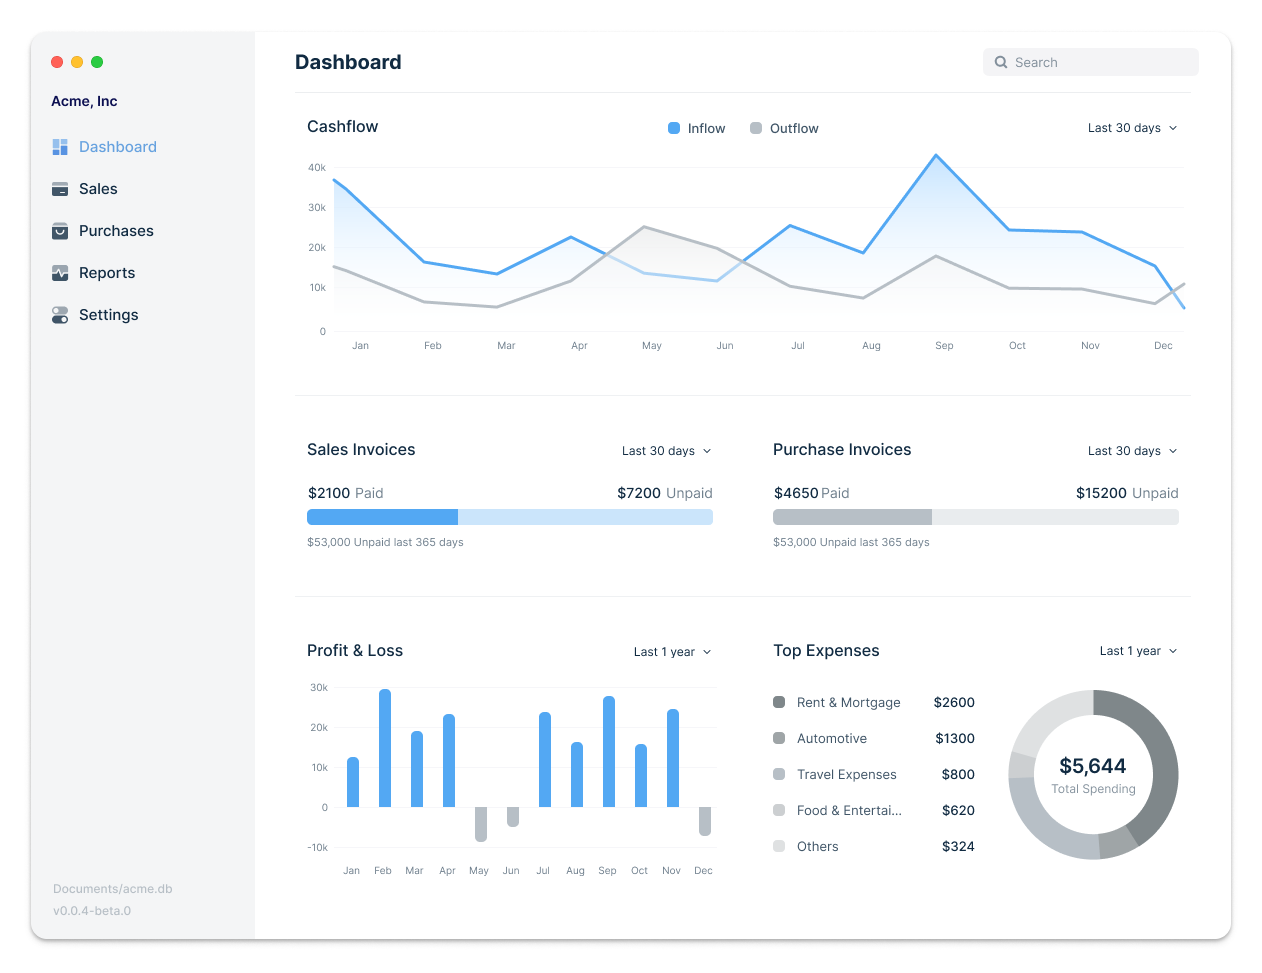 Acme, Inc
Dashboard
Sales
Purchases
Reports
Settings
Documents/acme.db
v0.0.4-beta.0
Dashboard
Search
Cashflow
Inflow Outflow
Last 30 days
40k
30k
20k
10k
0
Jan Feb Mar Apr May Jun Jul Aug Sep Oct Nov Dec
Sales Invoices
Last 30 days
$2100 Paid
$7200 Unpaid
$53,000 Unpaid last 365 days
Purchase Invoices
Last 30 days
$4650 Paid
$15200 Unpaid
$53,000 Unpaid last 365 days
Profit & Loss
Last 1 year
30k
20k
10k
0
-10k
Jan Feb Mar Apr May Jun Jul Aug Sep Oct Nov Dec
Top Expenses
Last 1 year
Rent & Mortgage $2600
Automotive $1300
Travel Expenses $800
Food & Entertai... $620
Others $324
$5,644
Total Spending